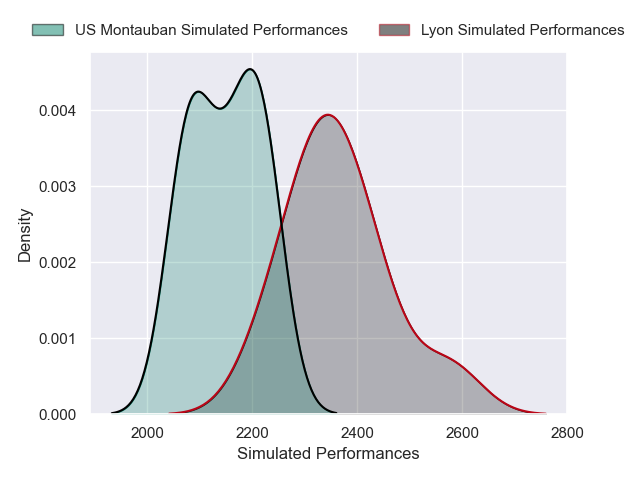 US Montauban Simulated Performances
Lyon Simulated Performances
0.004
0.003
0.002
0.001
0.000
Density
2000 2200 2400 2600 2800
Simulated Performances